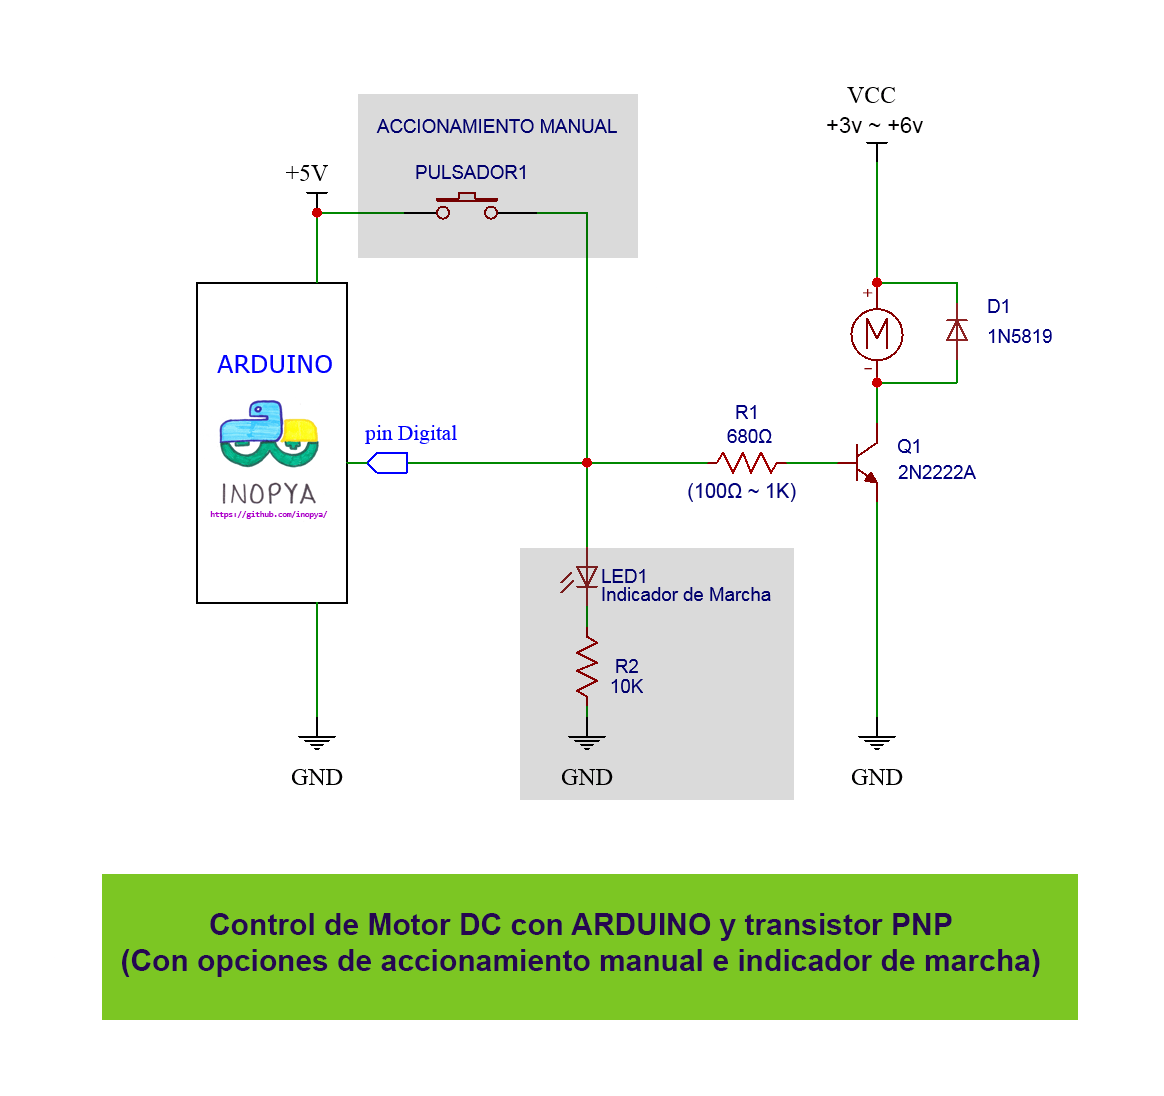 VCC
+3v ~ +6v
ACCIONAMIENTO MANUAL
PULSADOR1
+5V
+
M
-
D1
1N5819
ARDUINO
INOPYA
https://github.com/inopya/
pin Digital
R1
680Ω
(100Ω ~ 1K)
Q1
2N2222A
LED1
Indicador de Marcha
R2
10K
GND
GND
GND
Control de Motor DC con ARDUINO y transistor PNP
(Con opciones de accionamiento manual e indicador de marcha)